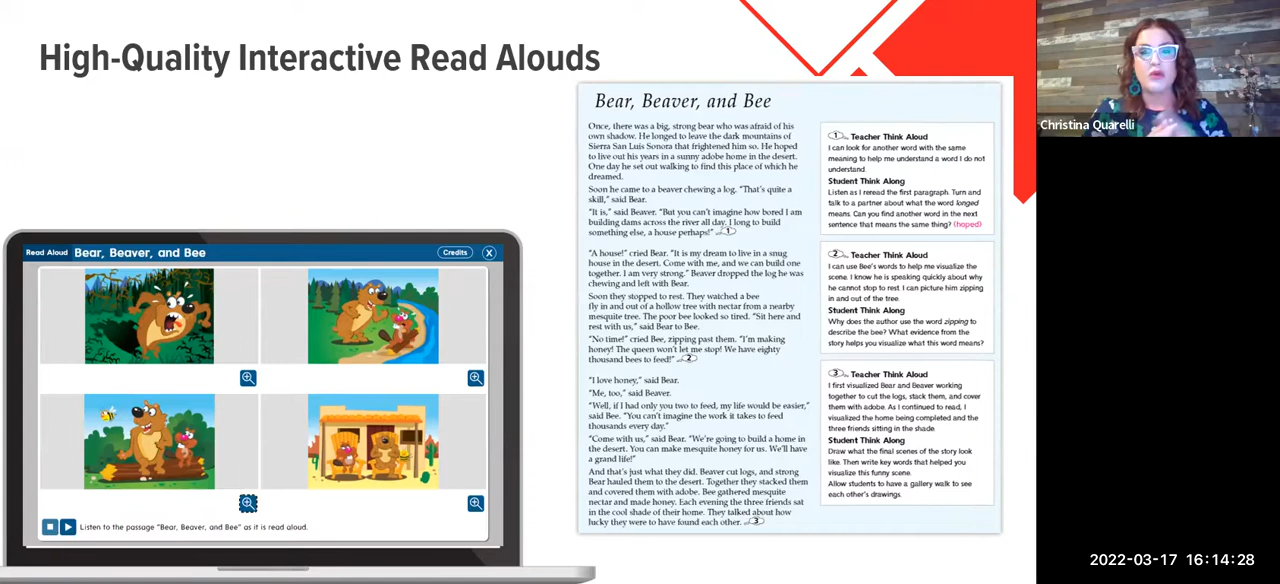 High-Quality Interactive Read Alouds
Christina Quarelli
Bear, Beaver, and Bee
Once, there was a big, strong bear who was afraid of his
own shadow. He longed to leave the dark mountains of
Sierra San Luis Sonora that frightened him so. He hoped
to live out his years in a sunny adobe home in the desert.
One day he set out walking to find this place of which he
dreamed.
Soon he came to a beaver chewing a log. "That's quite a
skill," said Bear.
"It is," said Beaver. "But you can't imagine how bored I am
building dams across the river all day. I long to build
something else, a house perhaps!" 1
"A house!" cried Bear. "It is my dream to live in a snug
house in the desert. Come with me, and we can build one
together. I am very strong." Beaver dropped the log he was
chewing and left with Bear.
Soon they stopped to rest. They watched a bee
fly in and out of a hollow tree with nectar from a nearby
mesquite tree. The poor bee looked so tired. "Sit here and
rest with us," said Bear to Bee.
"No time!" cried Bee, zipping past them. "I'm making
honey! The queen won't let me stop! We have eighty
thousand bees to feed!" 2
"I love honey," said Bear.
"Me, too," said Beaver.
"Well, if I had only you two to feed, my life would be easier,"
said Bee. "You can't imagine the work it takes to feed
thousands every day."
"Come with us," said Bear. "We're going to build a home in
the desert. You can make mesquite honey for us. We'll have
a grand life!"
And that's just what they did. Beaver cut logs, and strong
Bear hauled them to the desert. Together they stacked them
and covered them with adobe. Bee gathered mesquite
nectar and made honey. Each evening the three friends sat
in the cool shade of their home. They talked about how
lucky they were to have found each other. 3
1 Teacher Think Aloud
I can look for another word with the same
meaning to help me understand a word I do not
understand.
Student Think Along
Listen as I reread the first paragraph. Turn and
talk to a partner about what the word longed
means. Can you find another word in the next
sentence that means the same thing? (hoped)
2 Teacher Think Aloud
I can use Bee's words to help me visualize the
scene. I know he is speaking quickly about why
he cannot stop to rest. I can picture him zipping
in and out of the tree.
Student Think Along
Why does the author use the word zipping to
describe the bee? What evidence from the
story helps you visualize what this word means?
3 Teacher Think Aloud
I first visualized Bear and Beaver working
together to cut the logs, stack them, and cover
them with adobe. As I continued to read, I
visualized the home being completed and the
three friends sitting in the shade.
Student Think Along
Draw what the final scenes of the story look
like. Then write key words that helped you
visualize this funny scene.
Allow students to have a gallery walk to see
each other's drawings.
Read Aloud Bear, Beaver, and Bee Credits X
Listen to the passage "Bear, Beaver, and Bee" as it is read aloud.
2022-03-17 16:14:28